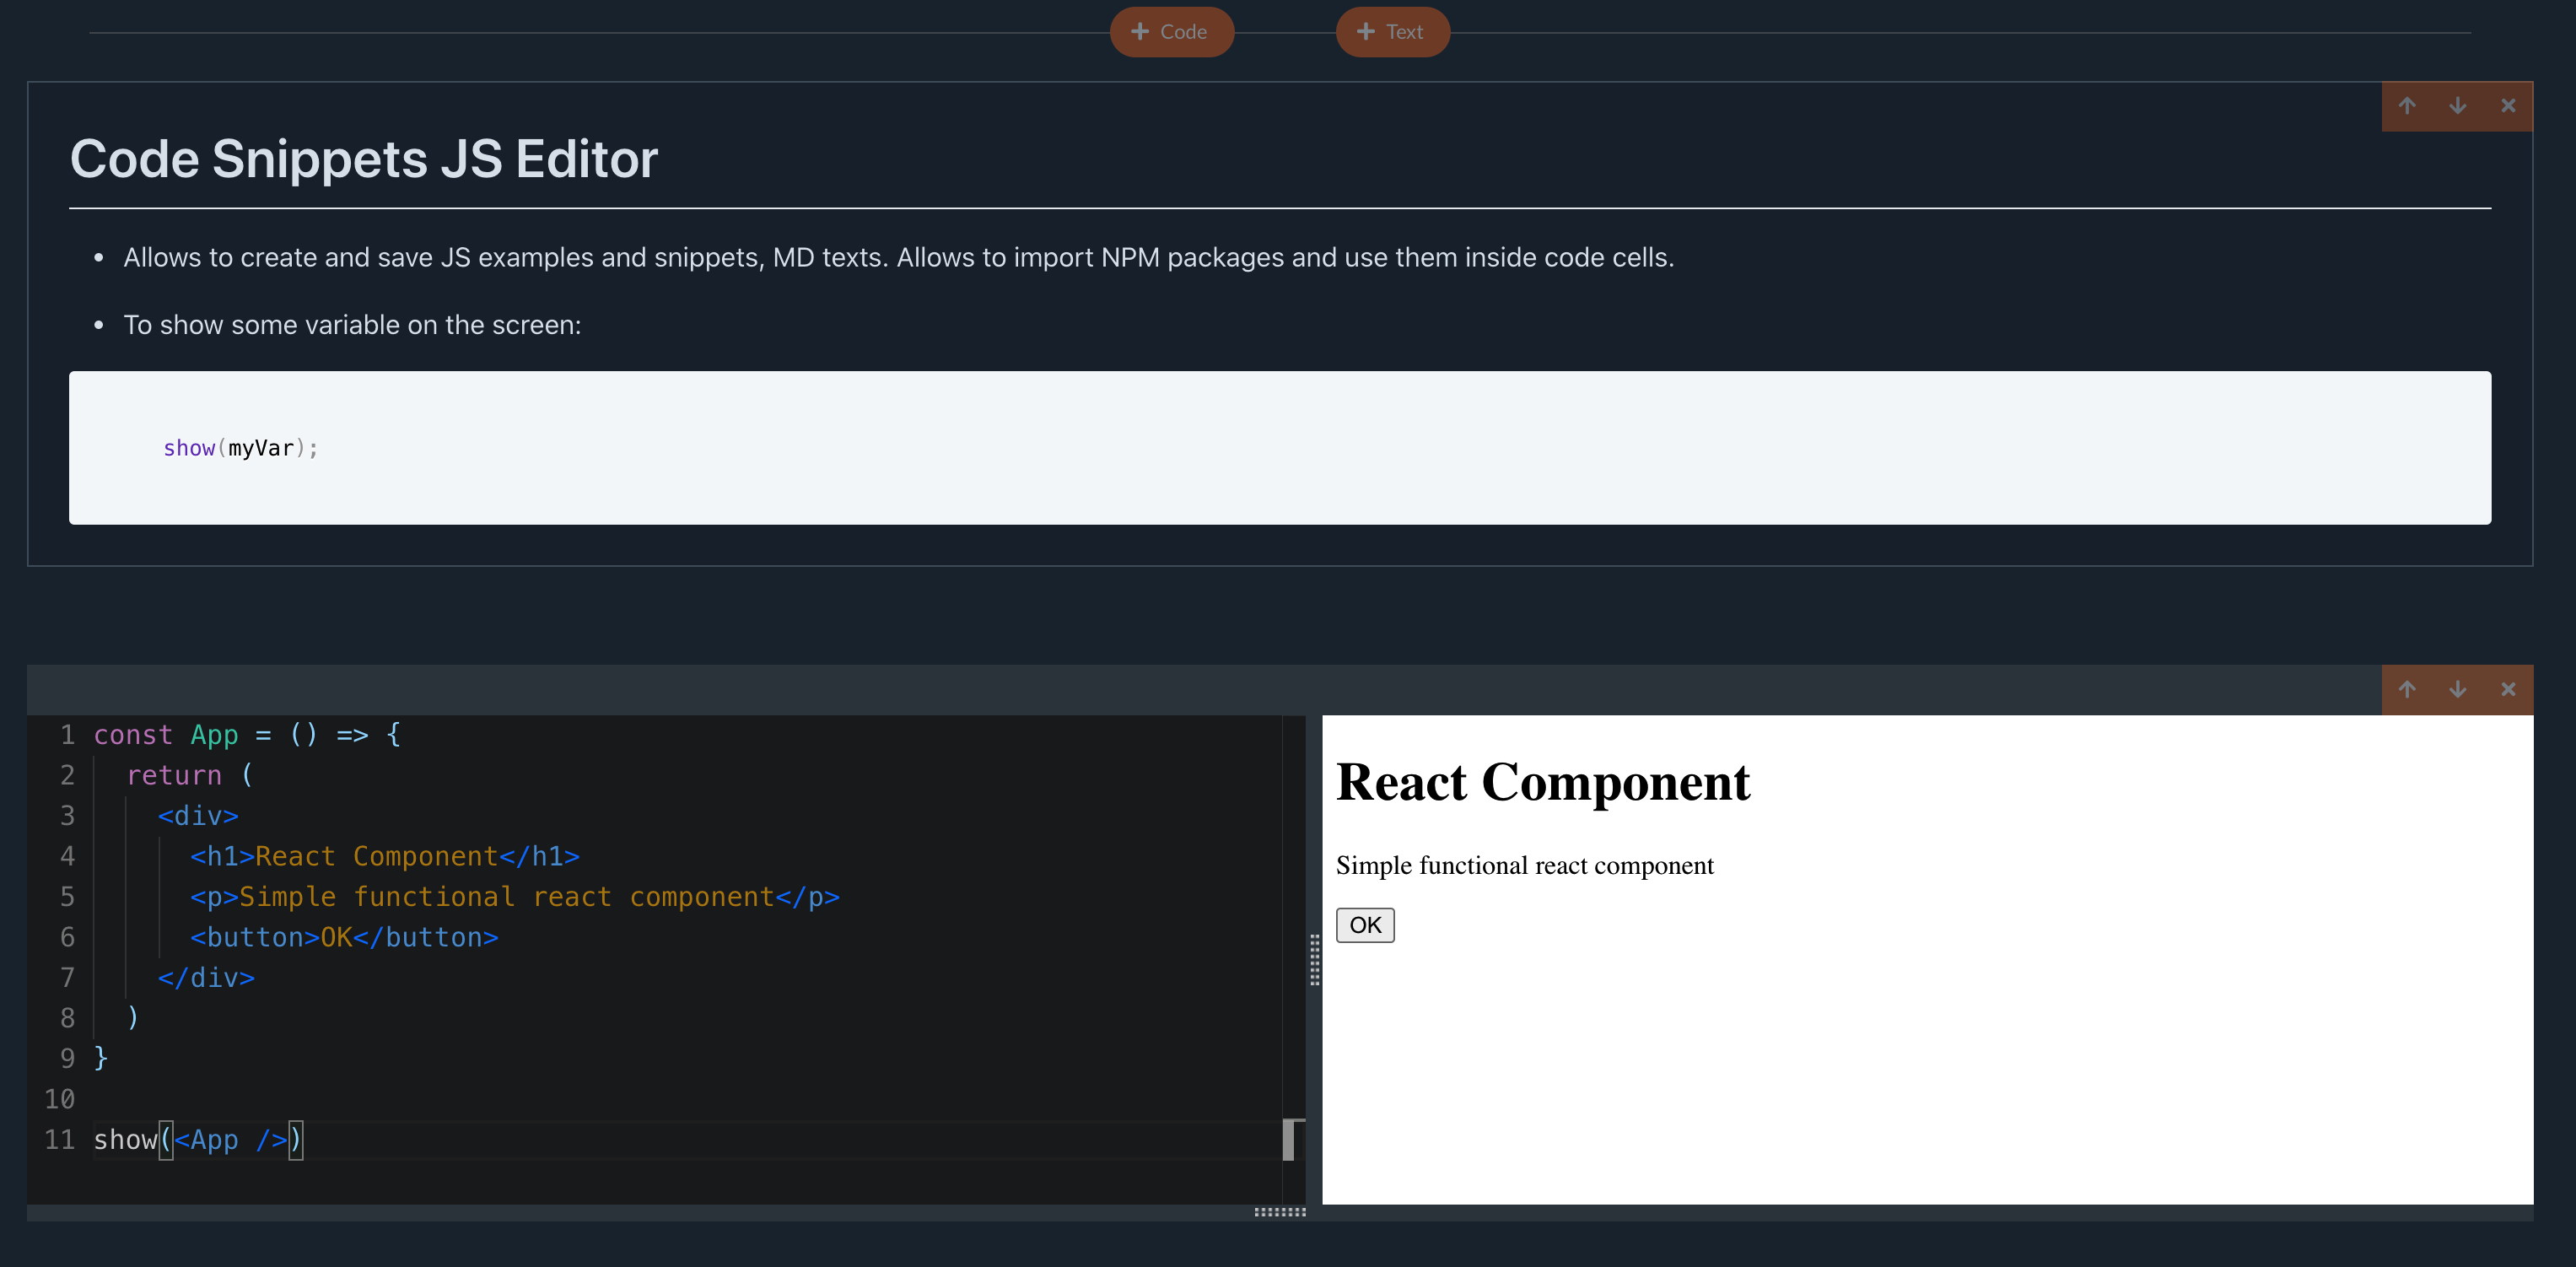 + Code + Text
Code Snippets JS Editor
• Allows to create and save JS examples and snippets, MD texts. Allows to import NPM packages and use them inside code cells.
• To show some variable on the screen:
show(myVar);
1 const App = () => {
2   return (
3     <div>
4       <h1>React Component</h1>
5       <p>Simple functional react component</p>
6       <button>OK</button>
7     </div>
8   )
9 }
10
11 show(<App />)
React Component
Simple functional react component
OK